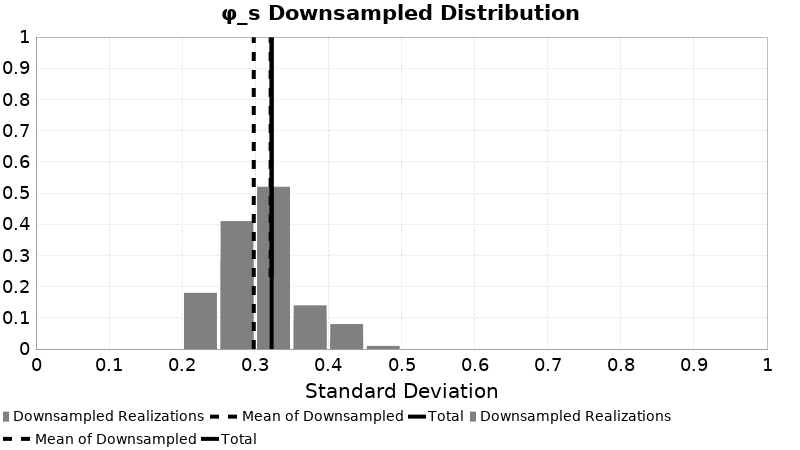 φ_s Downsampled Distribution
1
0.9
0.8
0.7
0.6
0.5
0.4
0.3
0.2
0.1
0
0 0.1 0.2 0.3 0.4 0.5 0.6 0.7 0.8 0.9 1
Standard Deviation
Downsampled Realizations Mean of Downsampled Total Downsampled Realizations
Mean of Downsampled Total